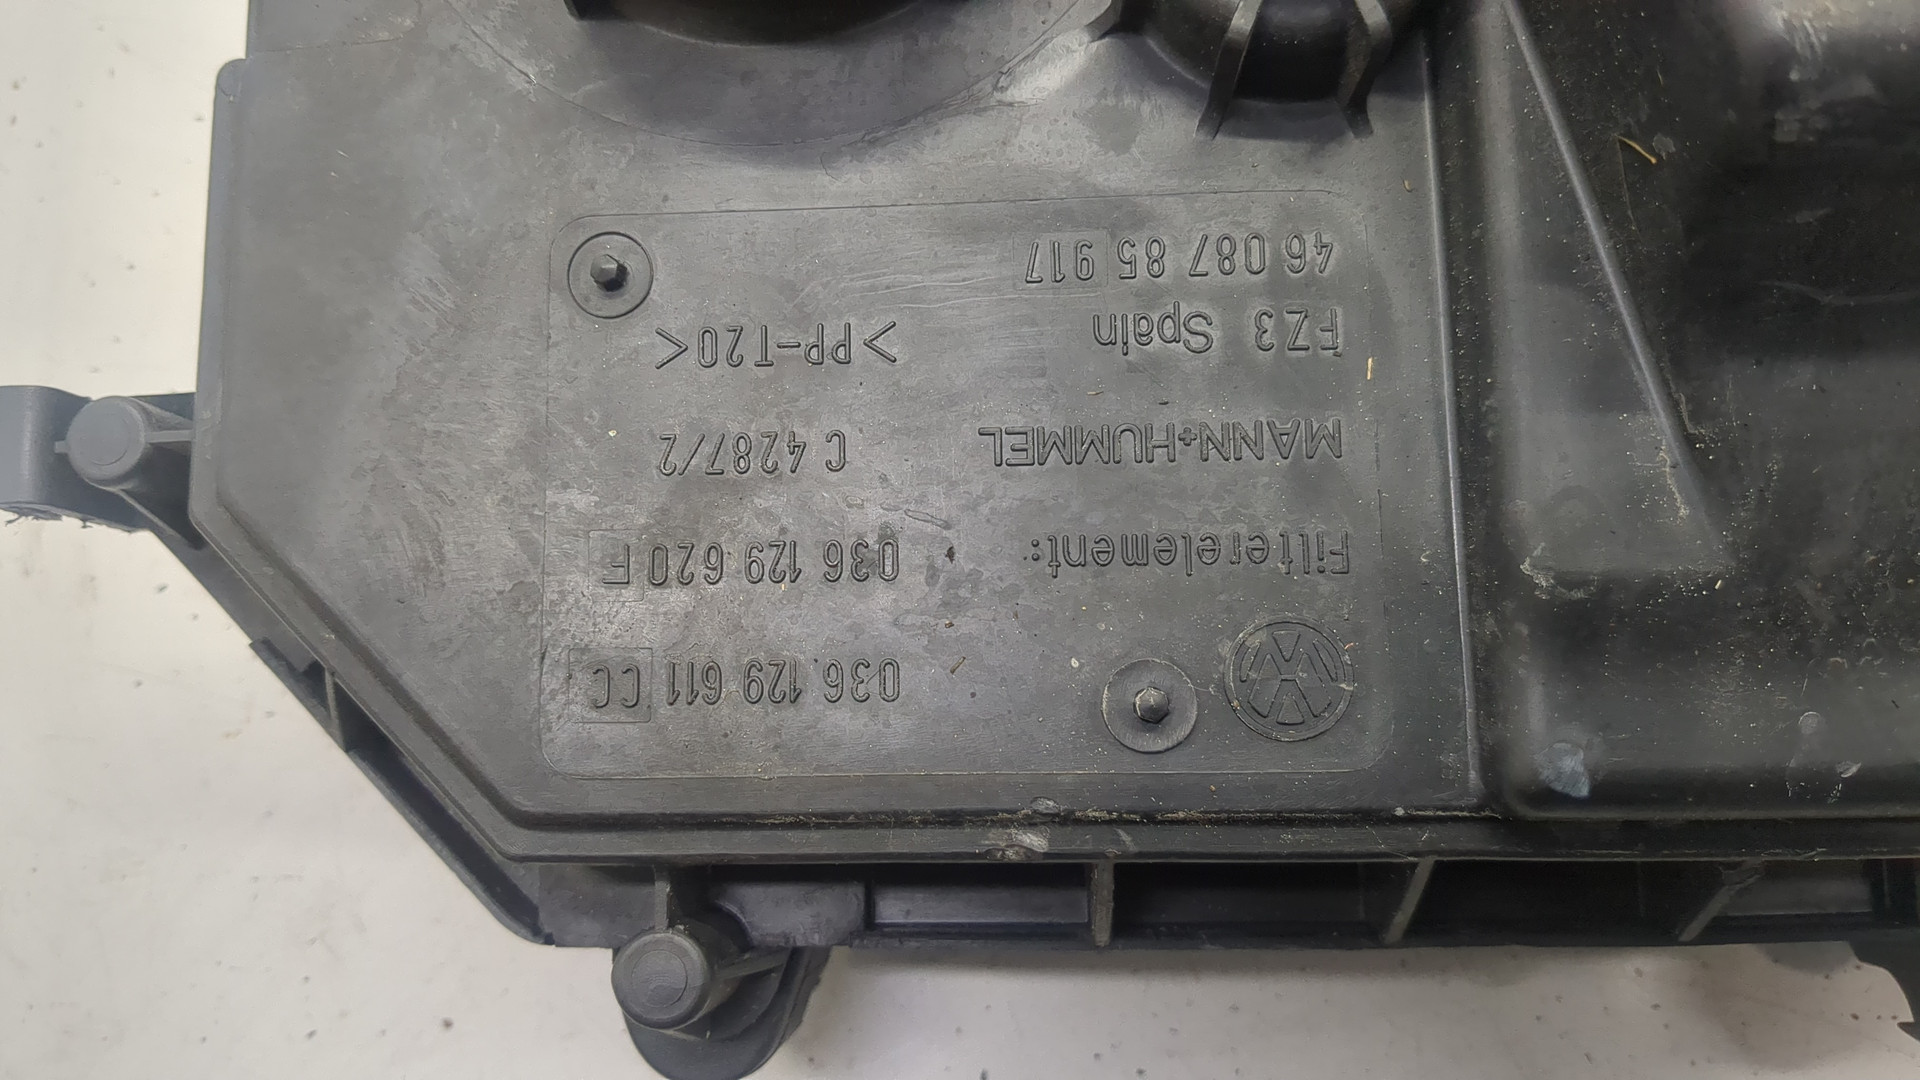 036 129 611 CC
Filterelement: 036 129 620 F
MANN+HUMMEL C 4287/2
FZ3 Spain >PP-T20<
46 087 85 917